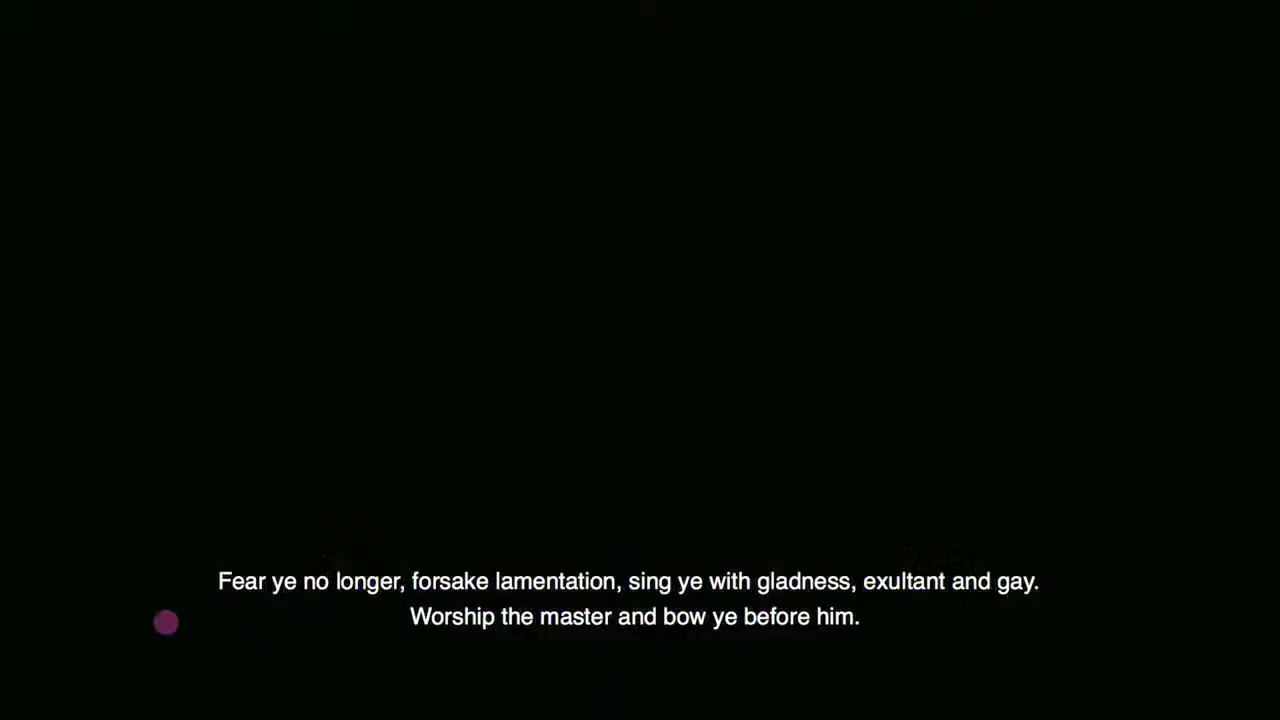 Fear ye no longer, forsake lamentation, sing ye with gladness, exultant and gay.
Worship the master and bow ye before him.